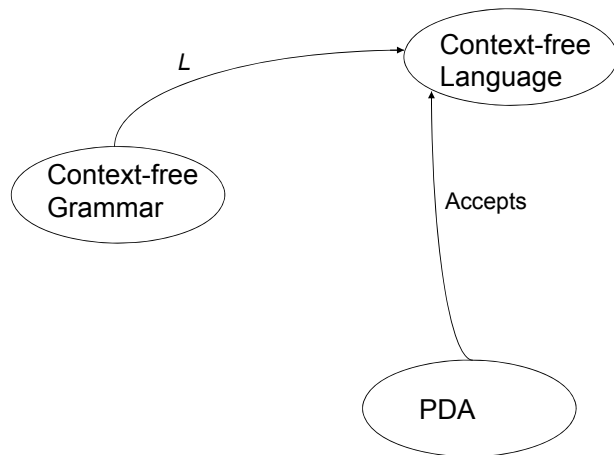 Context-free
Language
L
Context-free
Grammar
Accepts
PDA